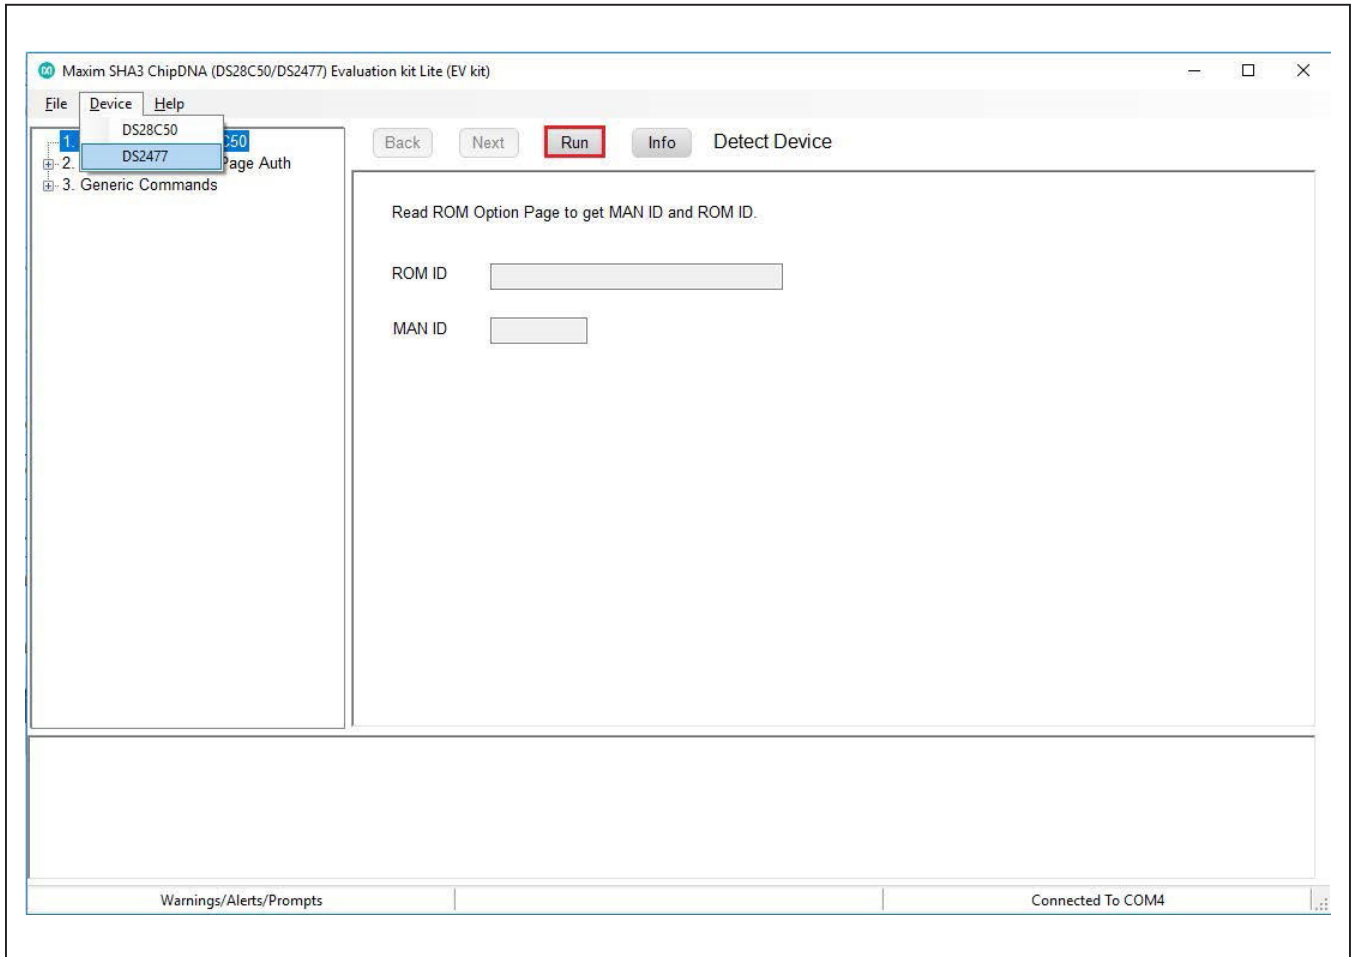 Maxim SHA3 ChipDNA (DS28C50/DS2477) Evaluation kit Lite (EV kit)
File Device Help
DS28C50
DS2477
1. C50
2. Page Auth
3. Generic Commands
Back Next Run Info Detect Device
Read ROM Option Page to get MAN ID and ROM ID.
ROM ID
MAN ID
Warnings/Alerts/Prompts Connected To COM4